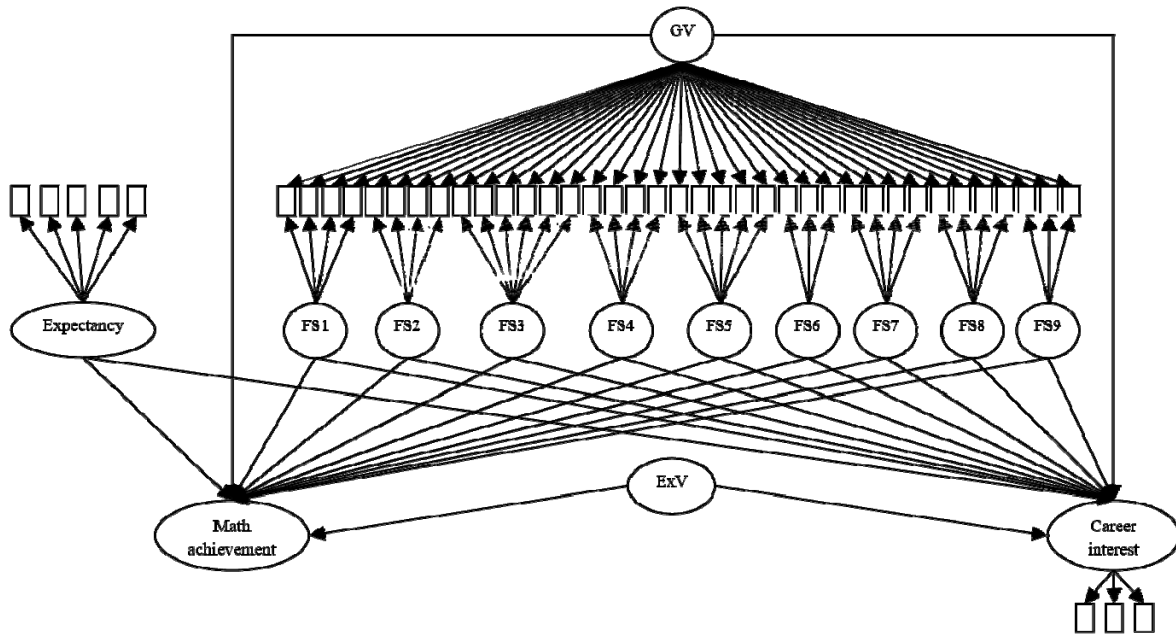 GV
Expectancy
FS1
FS2
FS3
FS4
FS5
FS6
FS7
FS8
FS9
ExV
Math
achievement
Career
interest